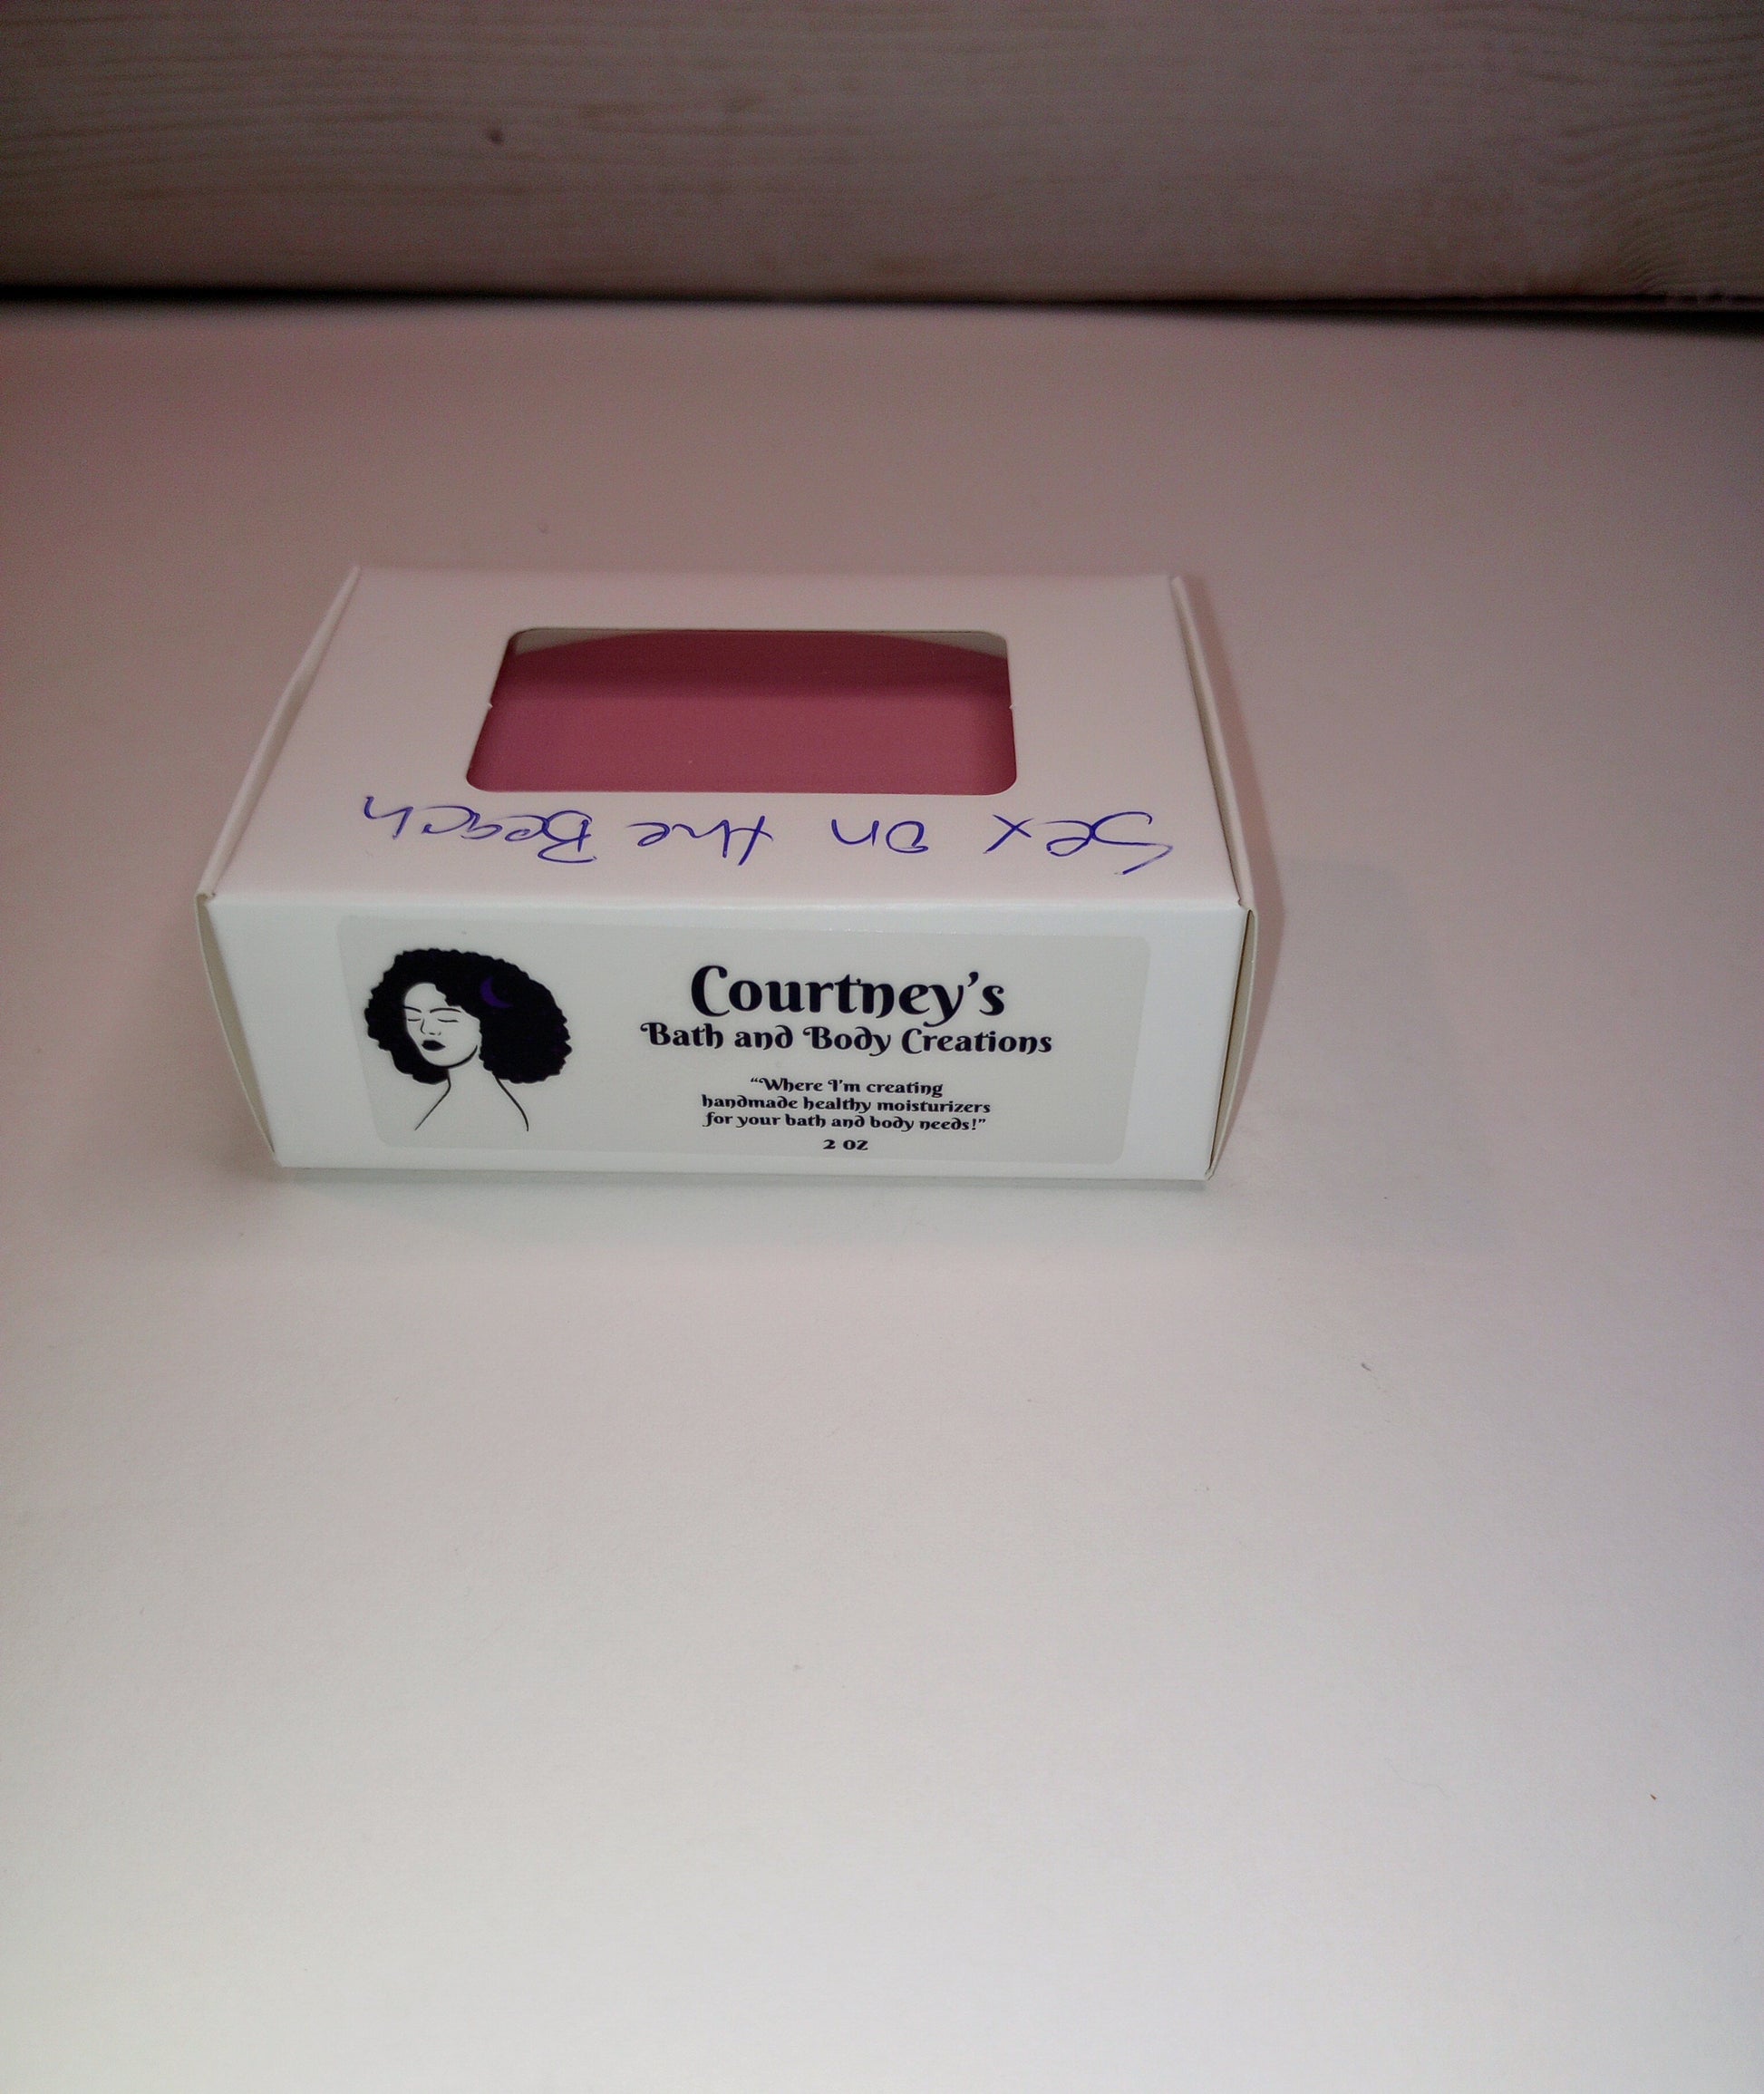 Sex on the Beach
Courtney's
Bath and Body Creations
“Where I'm creating
handmade healthy moisturizers
for your bath and body needs!”
2 oz